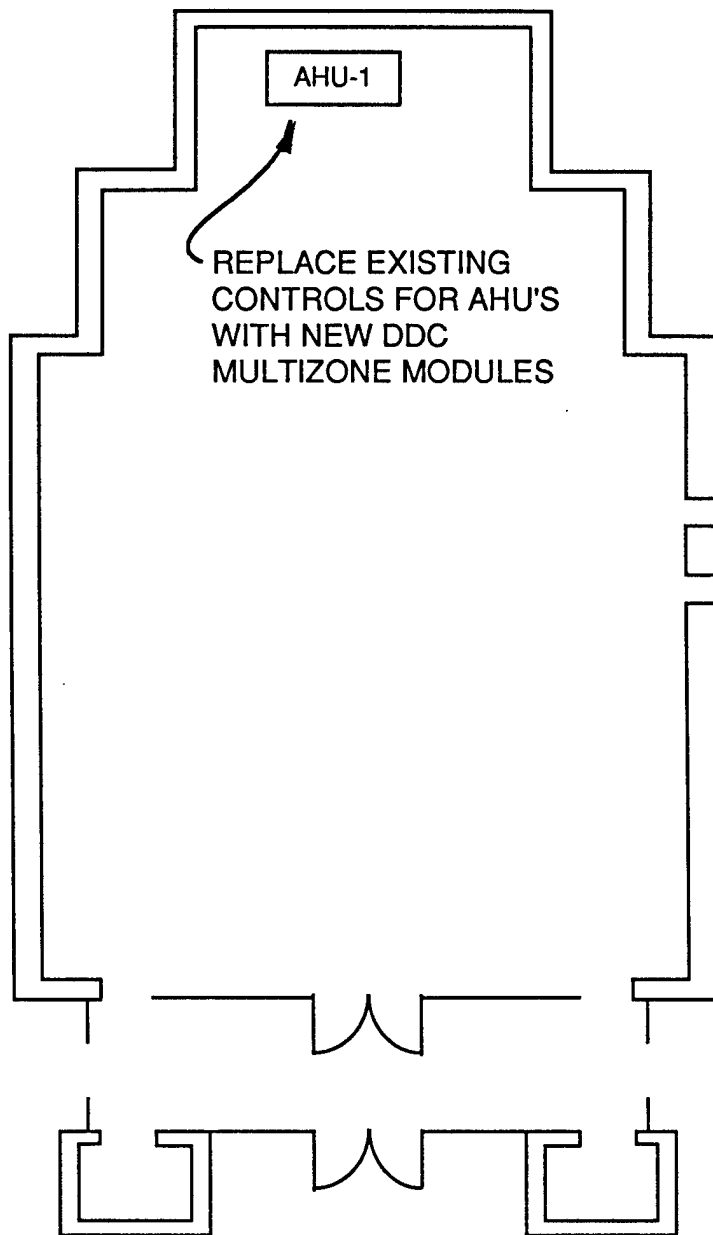 AHU-1
REPLACE EXISTING
CONTROLS FOR AHU'S
WITH NEW DDC
MULTIZONE MODULES